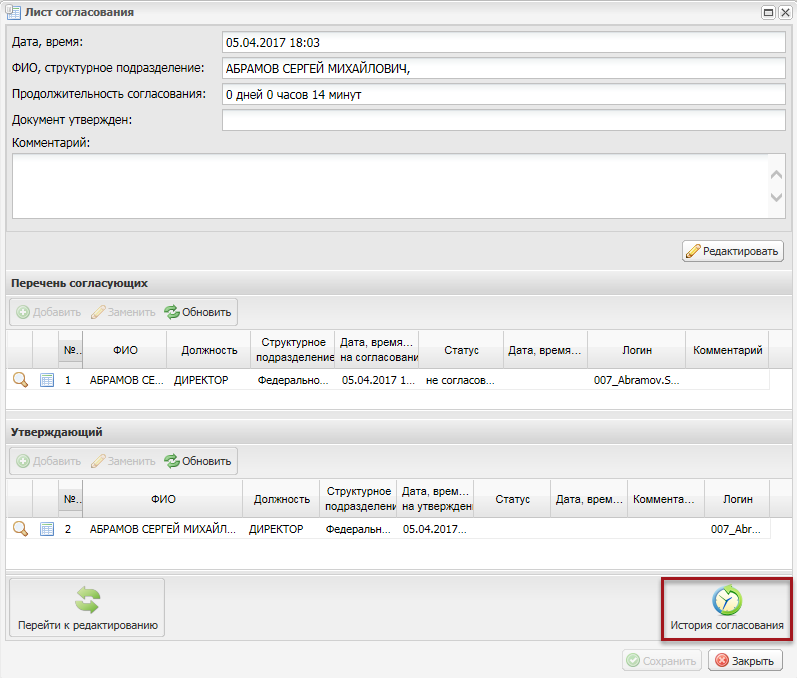 Лист согласования
Дата, время: 05.04.2017 18:03
ФИО, структурное подразделение: АБРАМОВ СЕРГЕЙ МИХАЙЛОВИЧ,
Продолжительность согласования: 0 дней 0 часов 14 минут
Документ утвержден:
Комментарий:
Редактировать
Перечень согласующих
Добавить Заменить Обновить
№... ФИО Должность Структурное подразделение Дата, время... на согласовани Статус Дата, время... Логин Комментарий
1 АБРАМОВ СЕ... ДИРЕКТОР Федерально... 05.04.2017 1... не согласов... 007_Abramov.S...
Утверждающий
Добавить Заменить Обновить
№... ФИО Должность Структурное подразделени Дата, врем... на утвержден Статус Дата, врем... Коммента... Логин
2 АБРАМОВ СЕРГЕЙ МИХАЙЛ... ДИРЕКТОР Федеральн... 05.04.2017... 007_Abr...
Перейти к редактированию
История согласования
Сохранить Закрыть